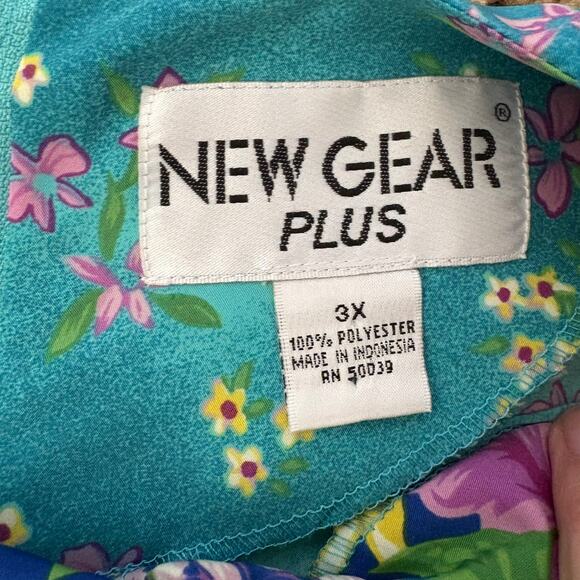 NEW GEAR®
PLUS
3X
100% POLYESTER
MADE IN INDONESIA
RN 50039